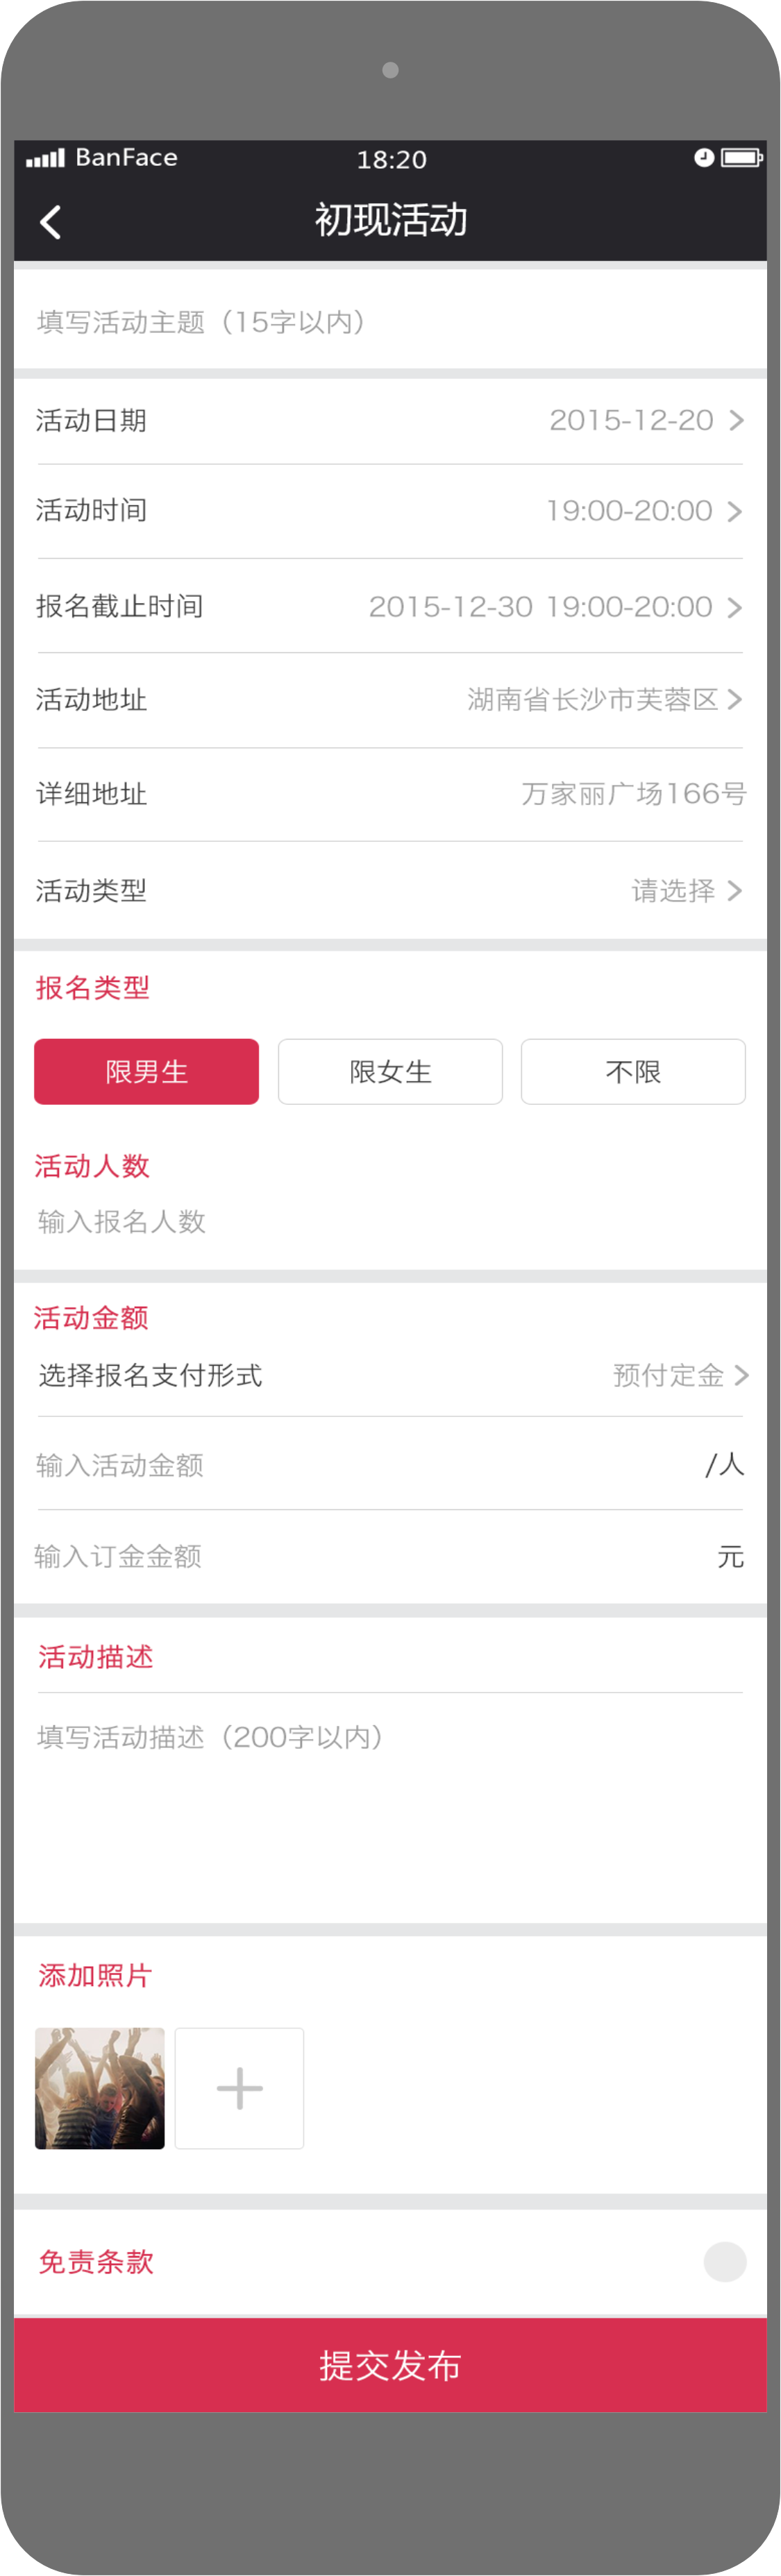 BanFace 18:20
初现活动
填写活动主题（15字以内）
活动日期 2015-12-20
活动时间 19:00-20:00
报名截止时间 2015-12-30 19:00-20:00
活动地址 湖南省长沙市芙蓉区
详细地址 万家丽广场166号
活动类型 请选择
报名类型
限男生 限女生 不限
活动人数
输入报名人数
活动金额
选择报名支付形式 预付定金
输入活动金额 /人
输入订金金额 元
活动描述
填写活动描述（200字以内）
添加照片
免责条款
提交发布